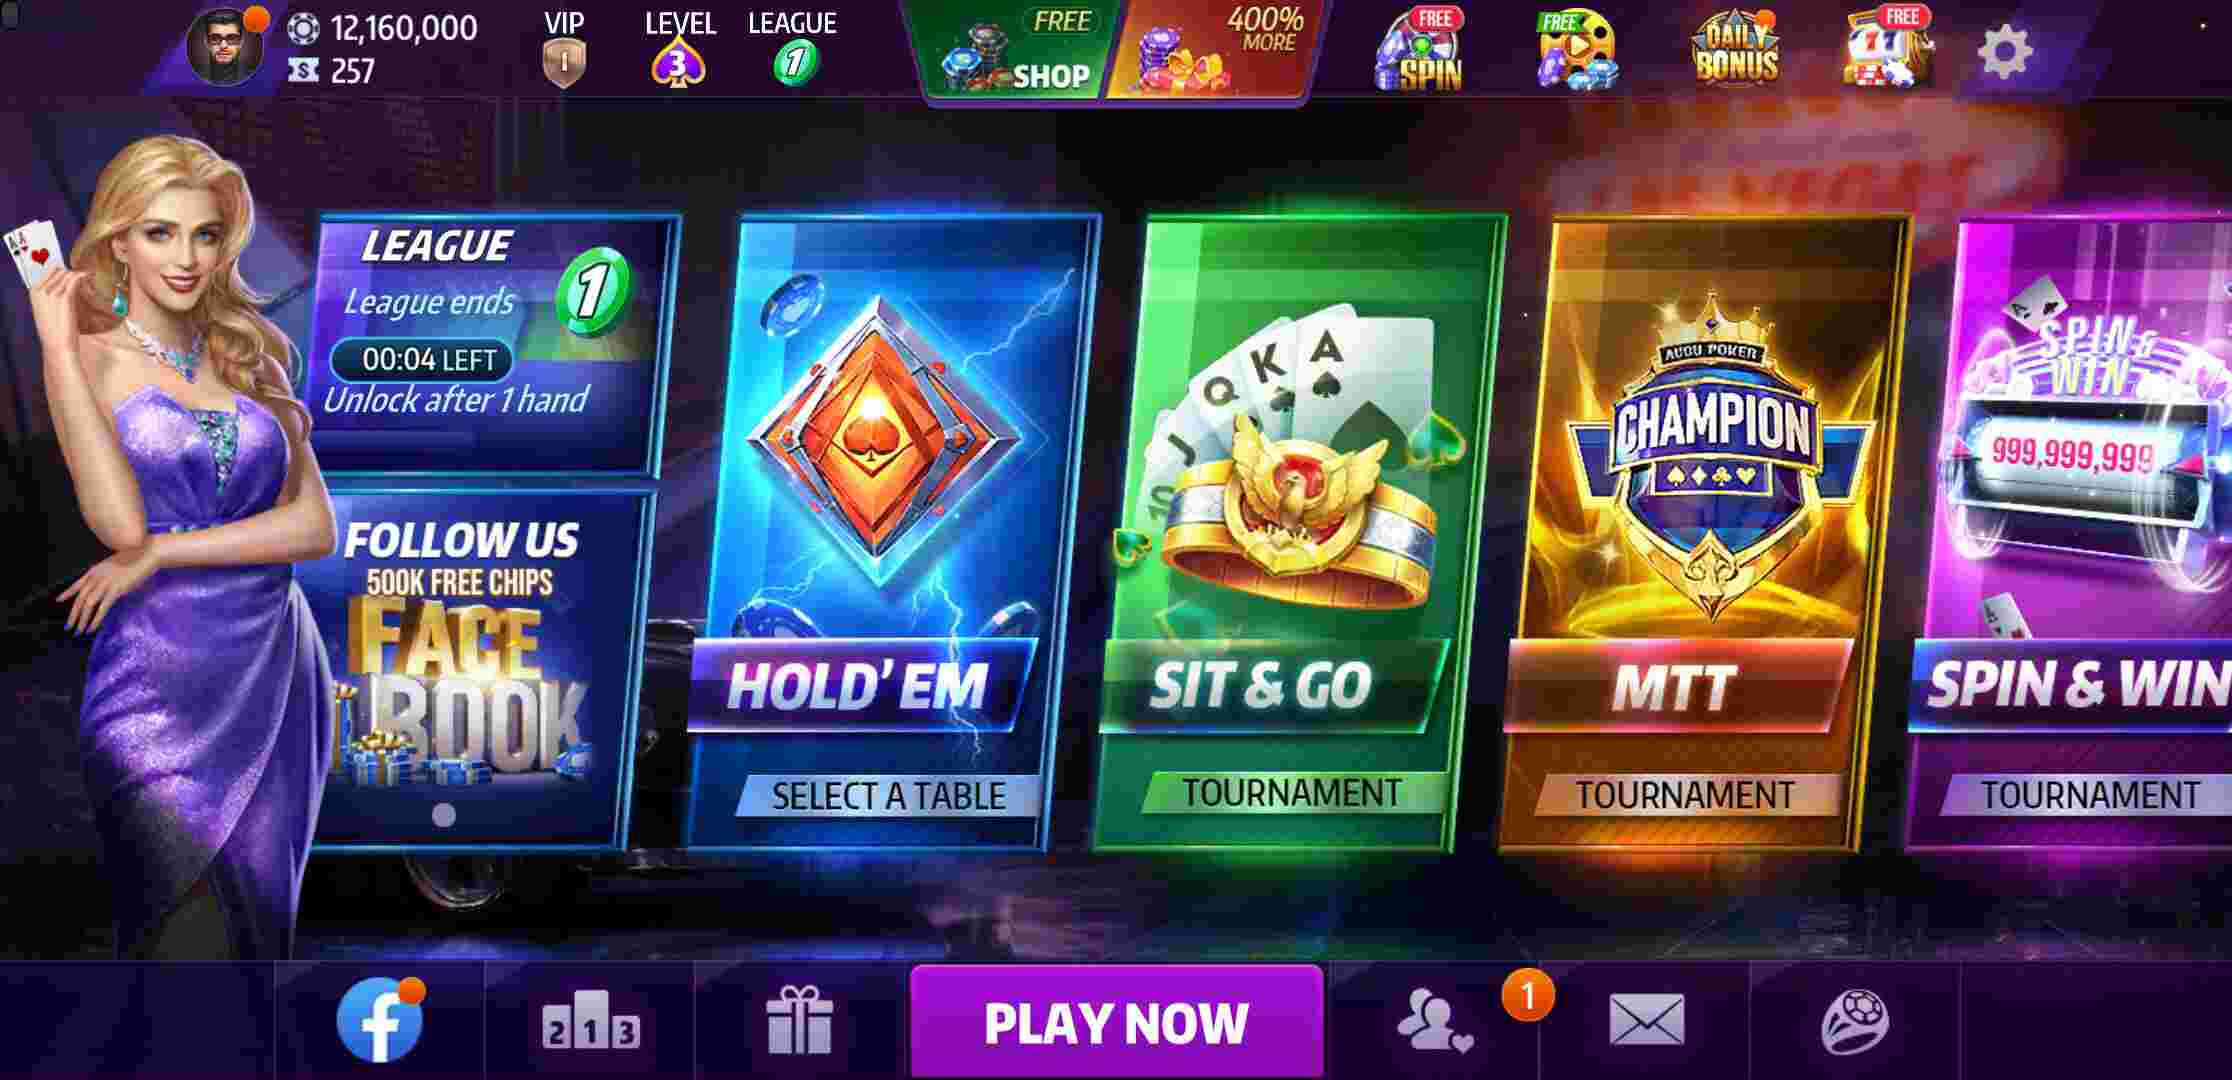 12,160,000
257
VIP
1
LEVEL
3
LEAGUE
1
FREE
SHOP
400%
MORE
FREE
SPIN
FREE
DAILY
BONUS
FREE
77
LEAGUE
1
League ends
00:04 LEFT
Unlock after 1 hand
FOLLOW US
500K FREE CHIPS
FACE
BOOK
A A
HOLD' EM
SELECT A TABLE
10 J Q K A
SIT & GO
TOURNAMENT
CHAMPION
MTT
TOURNAMENT
SPIN &
WIN
999,999,999
SPIN & WIN
TOURNAMENT
f
2 1 3
PLAY NOW
1